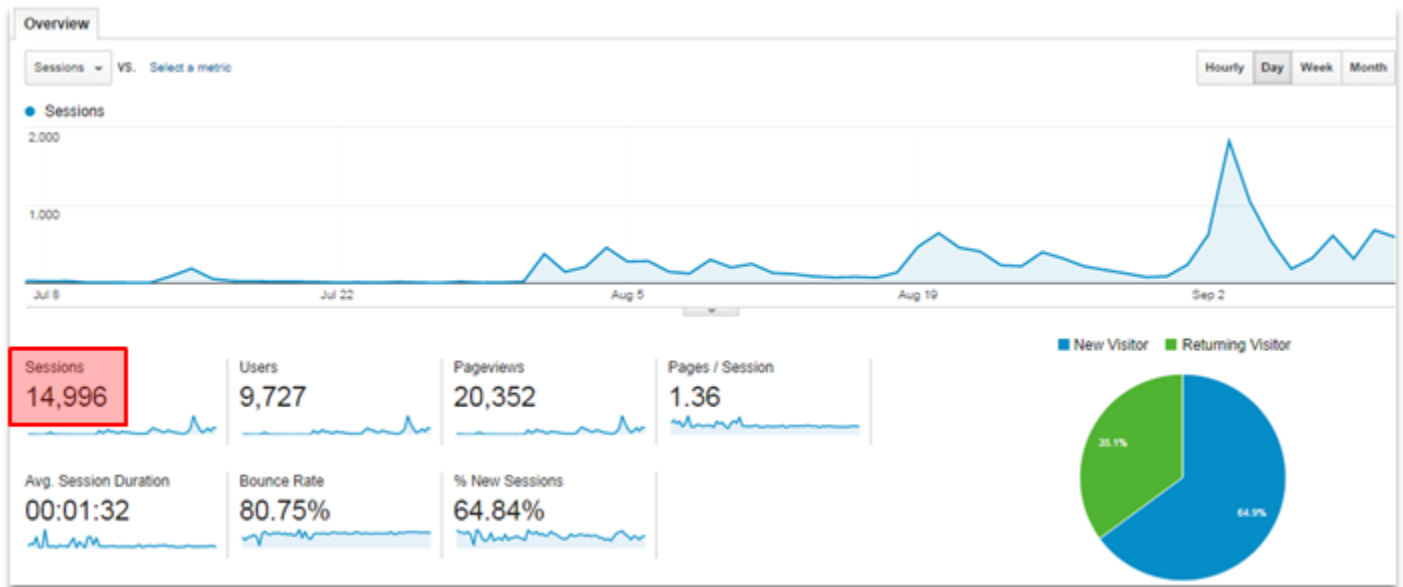 Overview
Sessions VS. Select a metric
Hourly Day Week Month
Sessions
2,000
1,000
Jul 8 Jul 22 Aug 5 Aug 19 Sep 2
New Visitor Returning Visitor
Sessions Users Pageviews Pages / Session
14,996 9,727 20,352 1.36
35.1%
Avg. Session Duration Bounce Rate % New Sessions
00:01:32 80.75% 64.84%
64.9%